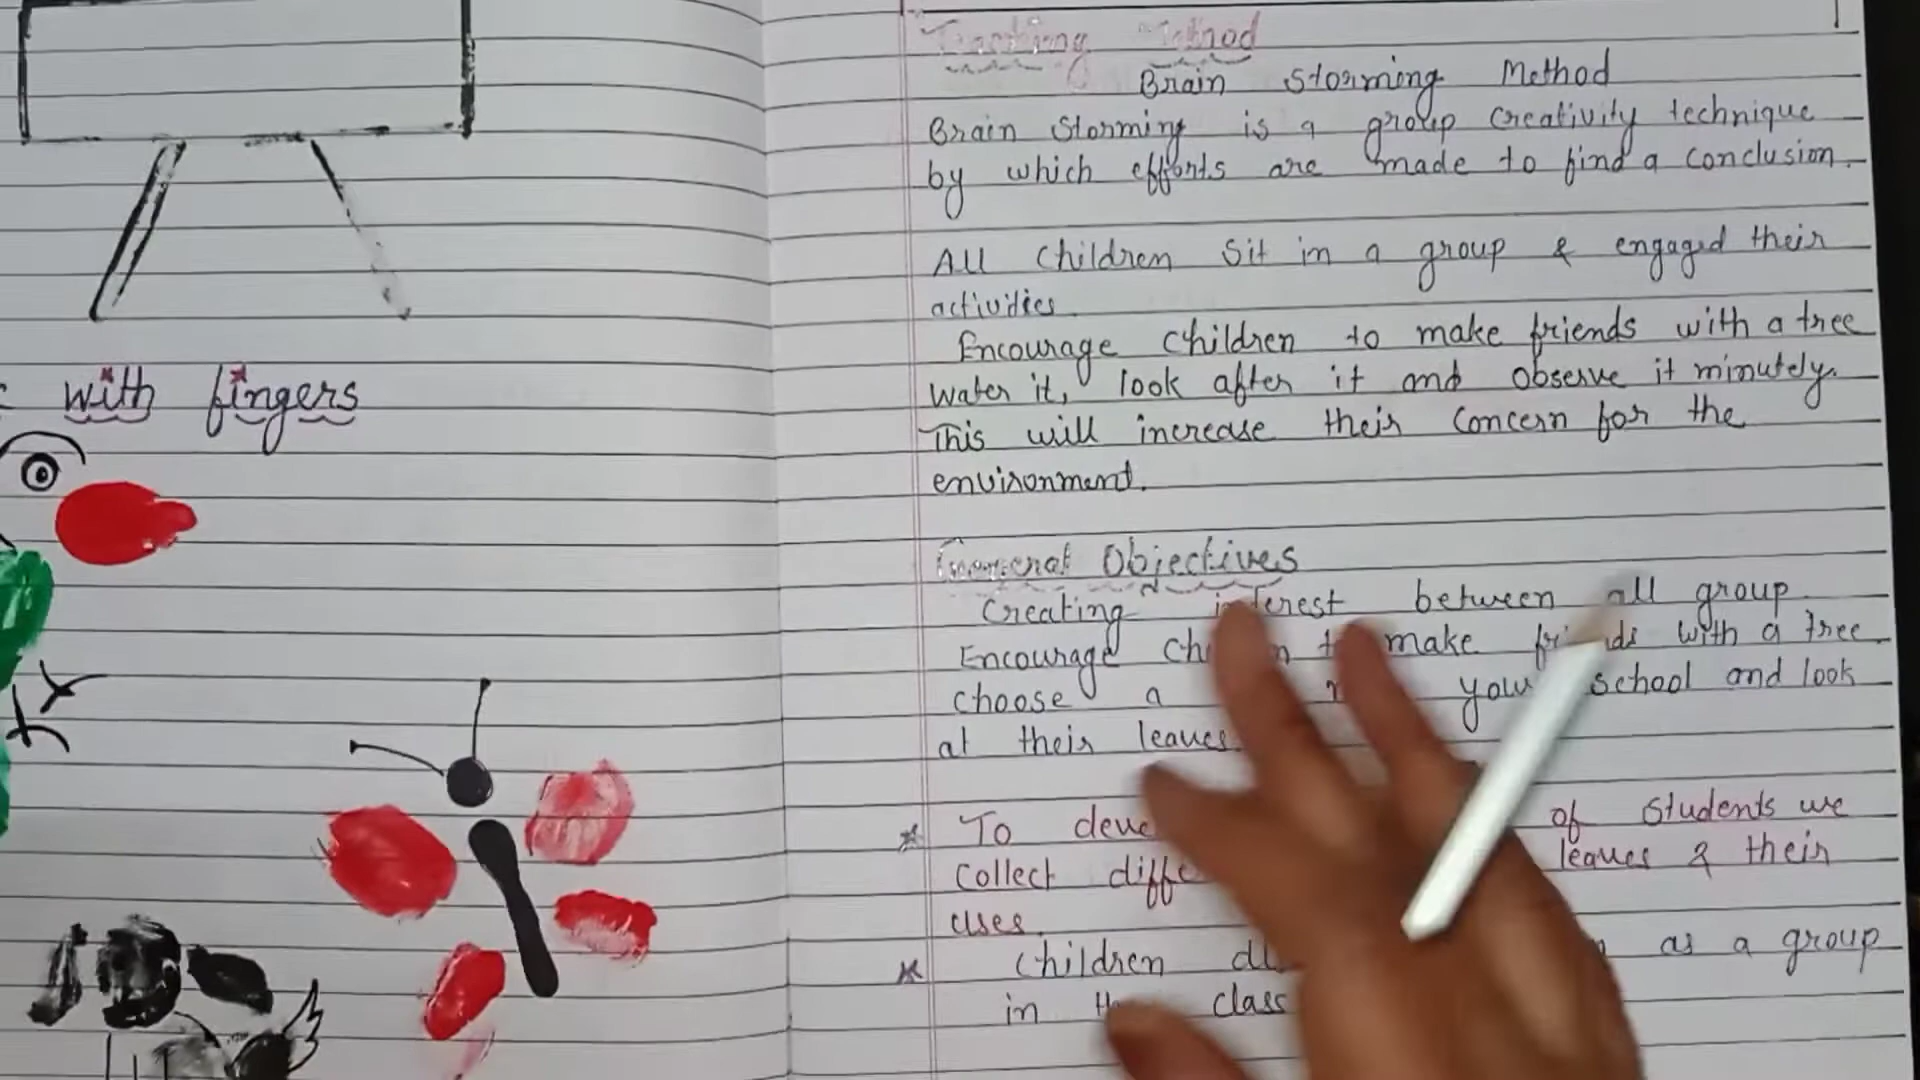 with fingers
Teaching Method
Brain Storming Method
Brain Storming is a group creativity technique
by which efforts are made to find a conclusion.
All children sit in a group & engaged their
activities.
Encourage children to make friends with a tree
water it, look after it and observe it minutely.
This will increase their concern for the
environment.
General Objectives
Creating interest between all group.
Encourage children to make friends with a tree
choose a your school and look
at their leaves.
* To of students we
collect leaves & their
uses.
* children as a group
in the class